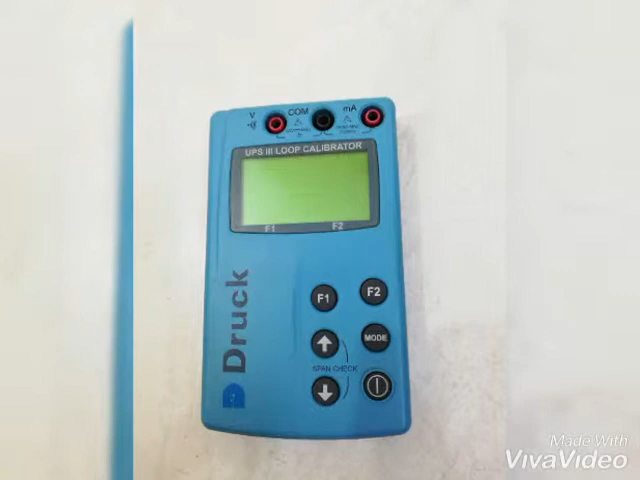 V COM mA
UPS III LOOP CALIBRATOR
F1 F2
F1 F2
MODE
SPAN CHECK
Druck
Made With
VivaVideo